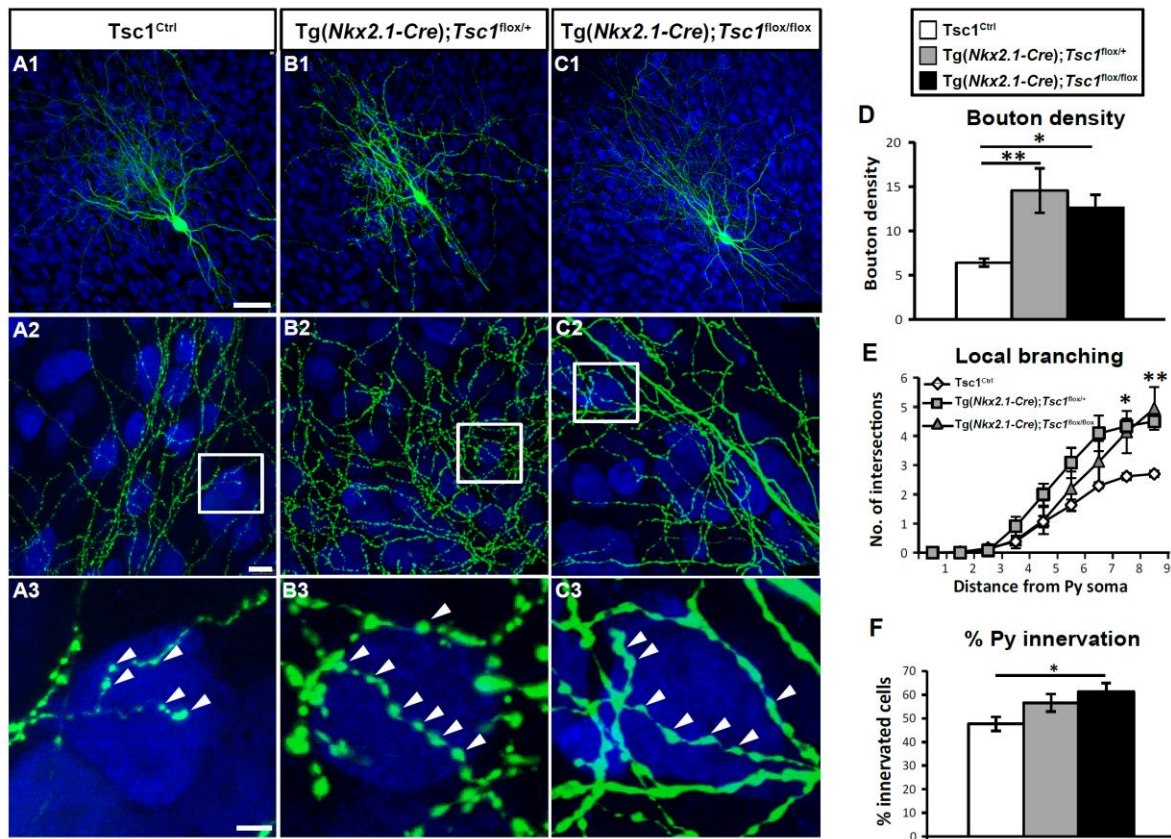 Tsc1Ctrl
Tg(Nkx2.1-Cre);Tsc1flox/+
Tg(Nkx2.1-Cre);Tsc1flox/flox
A1
B1
C1
A2
B2
C2
A3
B3
C3
Tsc1Ctrl
Tg(Nkx2.1-Cre);Tsc1flox/+
Tg(Nkx2.1-Cre);Tsc1flox/flox
D
Bouton density
Bouton density
20
15
10
5
0
**
*
E
Local branching
Tsc1Ctrl
Tg(Nkx2.1-Cre);Tsc1flox/+
Tg(Nkx2.1-Cre);Tsc1flox/flox
*
**
No. of intersections
6
5
4
3
2
1
0
1 2 3 4 5 6 7 8 9
Distance from Py soma
F
% Py innervation
% innervated cells
70
60
50
40
30
20
10
0
*